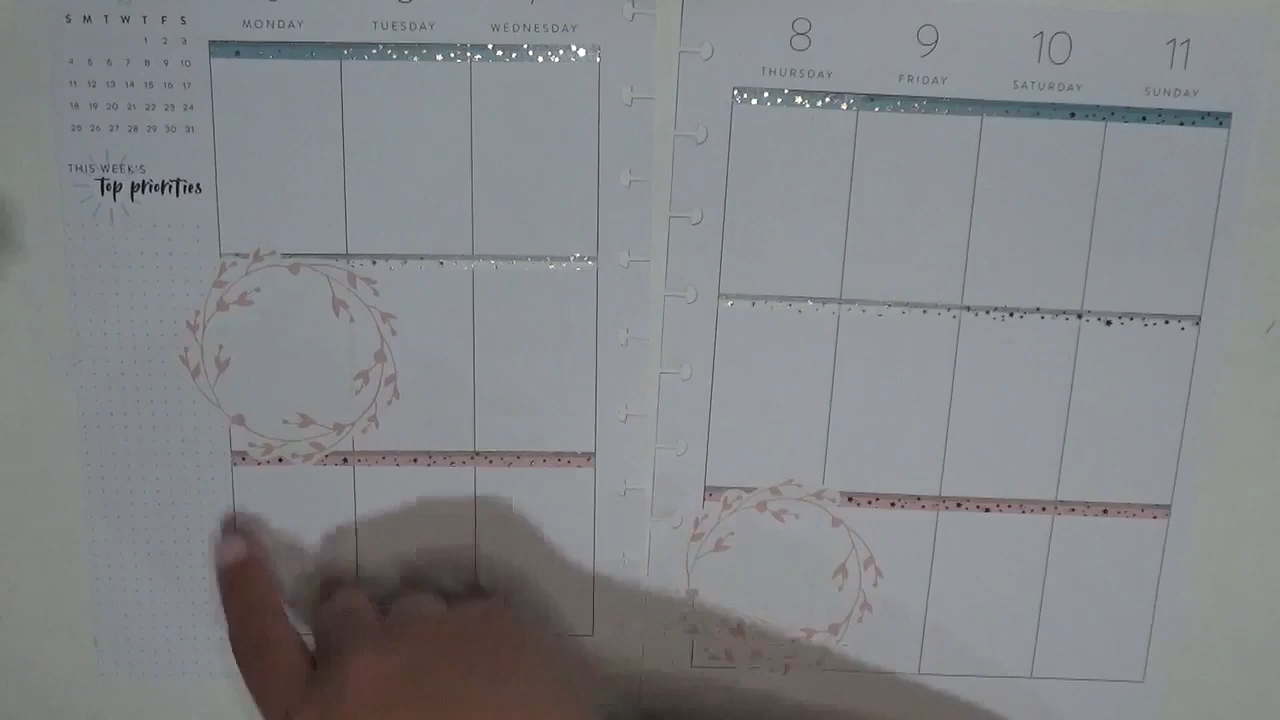 S M T W T F S
1 2 3
4 5 6 7 8 9 10
11 12 13 14 15 16 17
18 19 20 21 22 23 24
25 26 27 28 29 30 31
THIS WEEK'S
Top priorities
MONDAY
TUESDAY
WEDNESDAY
8
THURSDAY
9
FRIDAY
10
SATURDAY
11
SUNDAY